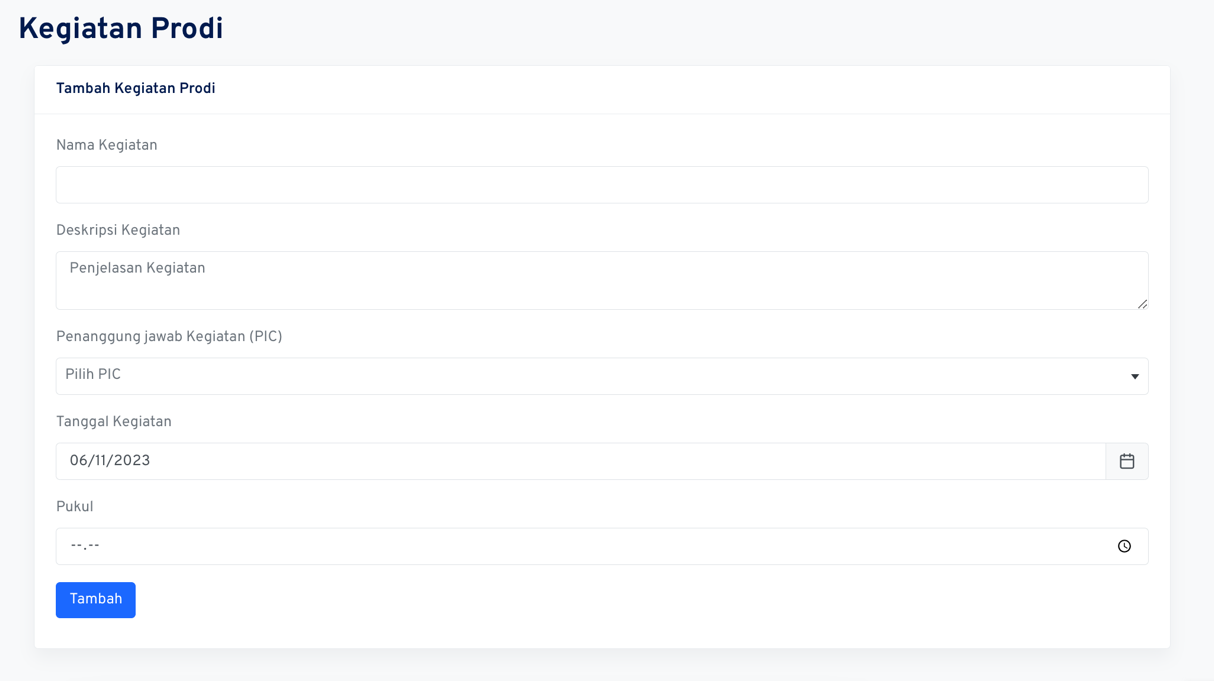 Kegiatan Prodi
Tambah Kegiatan Prodi
Nama Kegiatan
Deskripsi Kegiatan
Penjelasan Kegiatan
Penanggung jawab Kegiatan (PIC)
Pilih PIC
Tanggal Kegiatan
06/11/2023
Pukul
--.--
Tambah